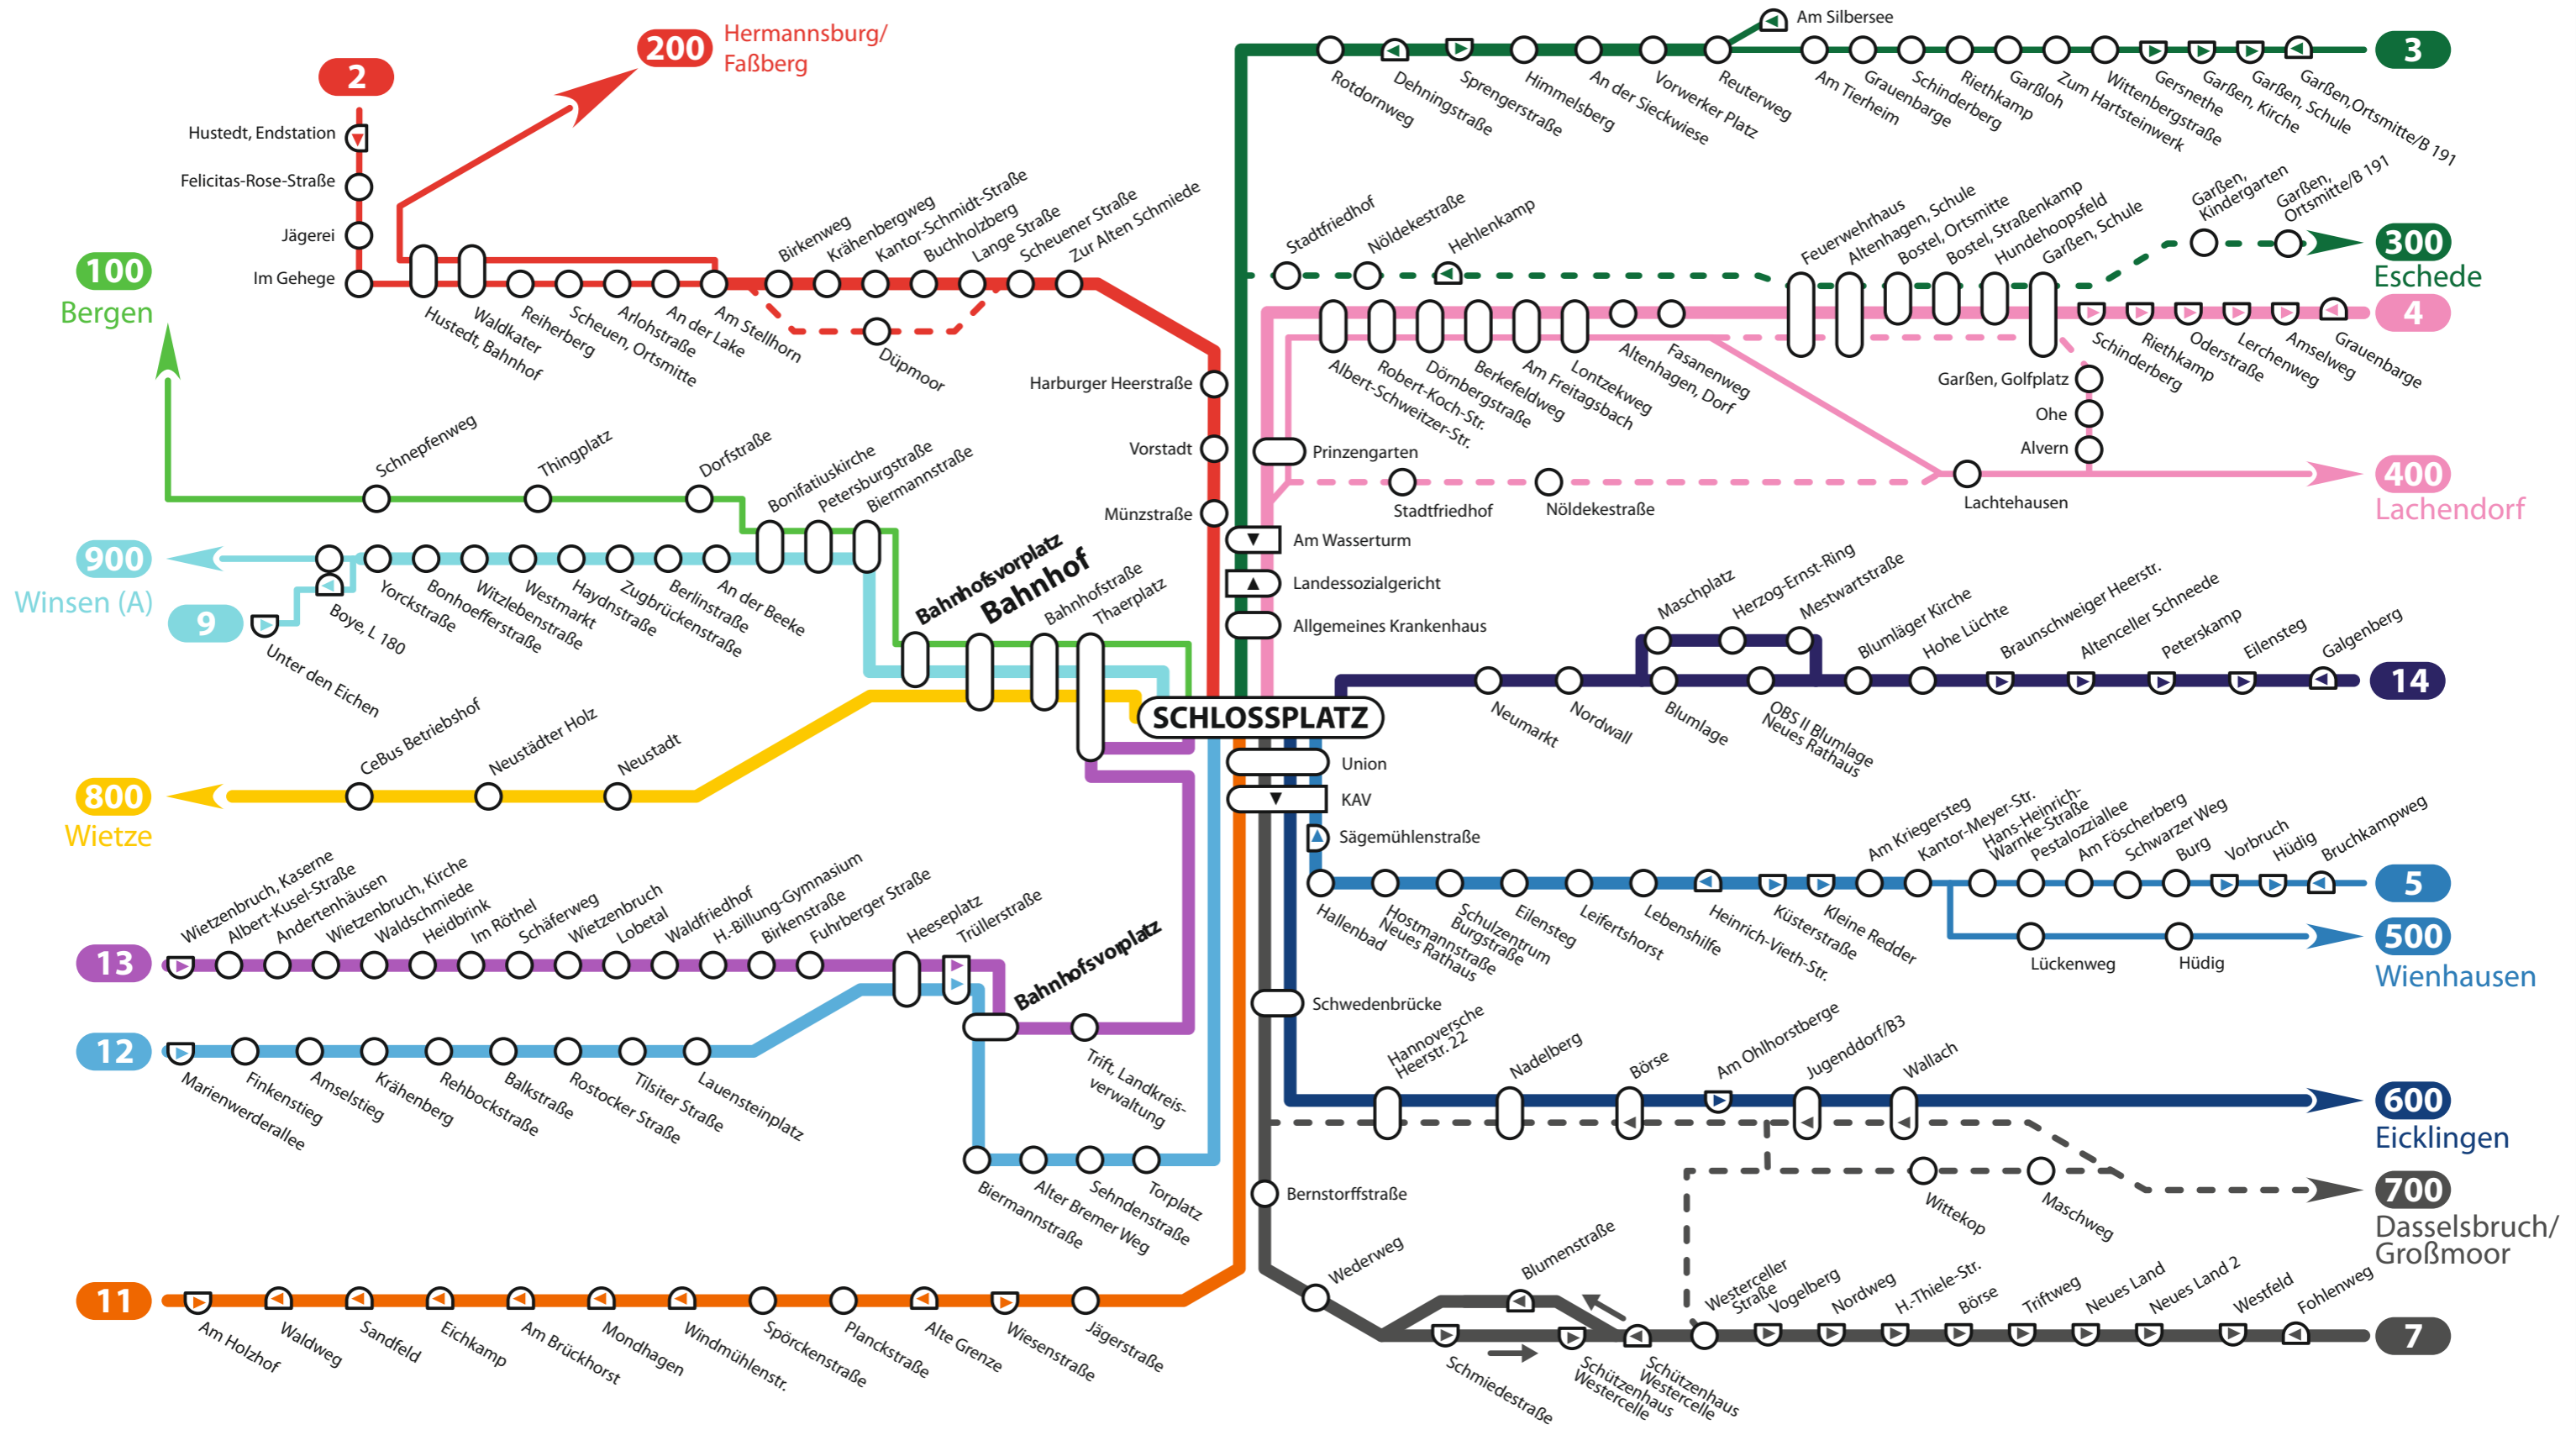 200
Hermannsburg/
Faßberg
2
Hustedt, Endstation
Felicitas-Rose-Straße
Jägerei
Im Gehege
Hustedt, Bahnhof
Waldkater
Reiherberg
Scheuen, Ortsmitte
Arlohstraße
An der Lake
Am Stellhorn
Birkenweg
Krähenbergweg
Kantor-Schmidt-Straße
Buchholzberg
Lange Straße
Scheuener Straße
Zur Alten Schmiede
Düpmoor
Harburger Heerstraße
Vorstadt
Münzstraße
Am Silbersee
3
Rotdornweg
Dehningstraße
Sprengerstraße
Himmelsberg
An der Sieckwiese
Vorwerker Platz
Reuterweg
Am Tierheim
Grauenbarge
Schinderberg
Riethkamp
Garßloh
Zum Hartsteinwerk
Wittenbergstraße
Gersnethe
Garßen, Kirche
Garßen, Schule
Garßen,Ortsmitte/B 191
Stadtfriedhof
Nöldekestraße
Hehlenkamp
Feuerwehrhaus
Altenhagen, Schule
Bostel, Ortsmitte
Bostel, Straßenkamp
Hundehoopsfeld
Garßen, Schule
Garßen,
Kindergarten
Garßen,
Ortsmitte/B 191
300
Eschede
4
Albert-Schweitzer-Str.
Robert-Koch-Str.
Dörnbergstraße
Berkefeldweg
Am Freitagsbach
Lontzekweg
Altenhagen, Dorf
Fasanenweg
Schinderberg
Riethkamp
Oderstraße
Lerchenweg
Amselweg
Grauenbarge
Garßen, Golfplatz
Ohe
Alvern
Prinzengarten
Stadtfriedhof
Nöldekestraße
Lachtehausen
400
Lachendorf
Am Wasserturm
Landessozialgericht
Allgemeines Krankenhaus
100
Bergen
Schnepfenweg
Thingplatz
Dorfstraße
Bonifatiuskirche
Petersburgstraße
Biermannstraße
900
Winsen (A)
9
Unter den Eichen
Boye, L 180
Yorckstraße
Bonhoefferstraße
Witzlebenstraße
Westmarkt
Haydnstraße
Zugbrückenstraße
Berlinstraße
An der Beeke
Bahnhofsvorplatz
Bahnhof
Bahnhofstraße
Thaerplatz
SCHLOSSPLATZ
Maschplatz
Herzog-Ernst-Ring
Mestwartstraße
Blumläger Kirche
Hohe Lüchte
Braunschweiger Heerstr.
Altenceller Schneede
Peterskamp
Eilensteg
Galgenberg
14
Neumarkt
Nordwall
Blumlage
OBS II Blumlage
Neues Rathaus
800
Wietze
CeBus Betriebshof
Neustädter Holz
Neustadt
Union
KAV
Sägemühlenstraße
Hallenbad
Hostmannstraße
Neues Rathaus
Schulzentrum
Burgstraße
Eilensteg
Leifertshorst
Lebenshilfe
Heinrich-Vieth-Str.
Küsterstraße
Kleine Redder
Am Kriegersteg
Kantor-Meyer-Str.
Hans-Heinrich-
Warnke-Straße
Pestalozziallee
Am Föscherberg
Schwarzer Weg
Burg
Vorbruch
Hüdig
Bruchkampweg
5
Lückenweg
Hüdig
500
Wienhausen
13
Wietzenbruch, Kaserne
Albert-Kusel-Straße
Andertenhäusen
Wietzenbruch, Kirche
Waldschmiede
Heidbrink
Im Röthel
Schäferweg
Wietzenbruch
Lobetal
Waldfriedhof
H.-Billung-Gymnasium
Birkenstraße
Fuhrberger Straße
Heeseplatz
Trüllerstraße
Bahnhofsvorplatz
Trift, Landkreis-
verwaltung
12
Marienwerderallee
Finkenstieg
Amselstieg
Krähenberg
Rehbockstraße
Balkstraße
Rostocker Straße
Tilsiter Straße
Lauensteinplatz
Biermannstraße
Alter Bremer Weg
Sehndenstraße
Torplatz
Schwedenbrücke
Hannoversche
Heerstr. 22
Nadelberg
Börse
Am Ohlhorstberge
Jugenddorf/B3
Wallach
600
Eicklingen
Wittekop
Maschweg
700
Dasselsbruch/
Großmoor
Bernstorffstraße
Wederweg
Blumenstraße
Schmiedestraße
Schützenhaus
Westercelle
Schützenhaus
Westercelle
Westerceller
Straße
Vogelberg
Nordweg
H.-Thiele-Str.
Börse
Triftweg
Neues Land
Neues Land 2
Westfeld
Fohlenweg
7
11
Am Holzhof
Waldweg
Sandfeld
Eichkamp
Am Brückhorst
Mondhagen
Windmühlenstr.
Spörckenstraße
Planckstraße
Alte Grenze
Wiesenstraße
Jägerstraße